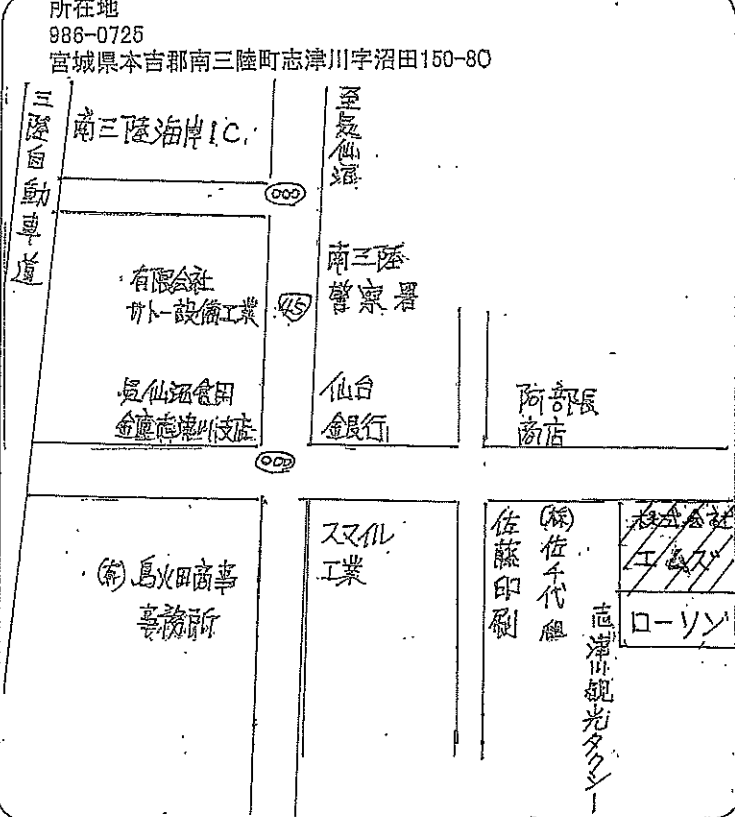 所在地
986-0725
宮城県本吉郡南三陸町志津川字沼田150-80
三陸自動車道
南三陸海岸I.C.
至気仙沼
有限会社
サトー設備工業
45
南三陸
警察署
気仙沼信用
金庫志津川支店
仙台
銀行
阿部長
商店
(有)鳥火田商事
事務所
スマイル
工業
佐藤印刷
(株)佐千代組
志津川観光タクシー
株式会社
エムズ
ローソン